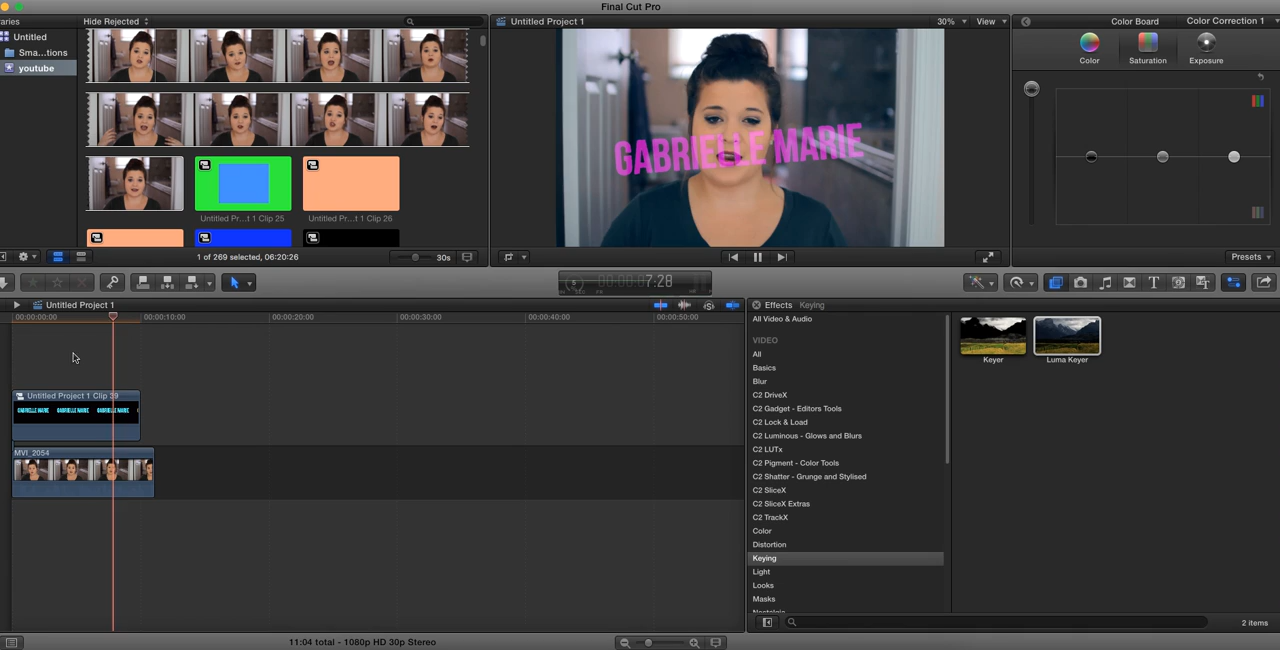 Final Cut Pro
aries
Hide Rejected
Untitled
Sma...tions
youtube
Untitled Pr...t 1 Clip 25
Untitled Pr...t 1 Clip 26
1 of 269 selected, 06:20:26
30s
Untitled Project 1
30%
View
GABRIELLE MARIE
Color Board
Color Correction 1
Color
Saturation
Exposure
Presets
7:28
Untitled Project 1
00:00:00:00
00:00:10:00
00:00:20:00
00:00:30:00
00:00:40:00
00:00:50:00
Untitled Project 1 Clip 39
GABRIELLE MARIE
GABRIELLE MARIE
GABRIELLE MARIE
MVI_2054
Effects
Keying
All Video & Audio
VIDEO
All
Basics
Blur
C2 DriveX
C2 Gadget - Editors Tools
C2 Lock & Load
C2 Luminous - Glows and Blurs
C2 LUTx
C2 Pigment - Color Tools
C2 Shatter - Grunge and Stylised
C2 SliceX
C2 SliceX Extras
C2 TrackX
Color
Distortion
Keying
Light
Looks
Masks
Nostalgia
Keyer
Luma Keyer
2 items
11:04 total - 1080p HD 30p Stereo